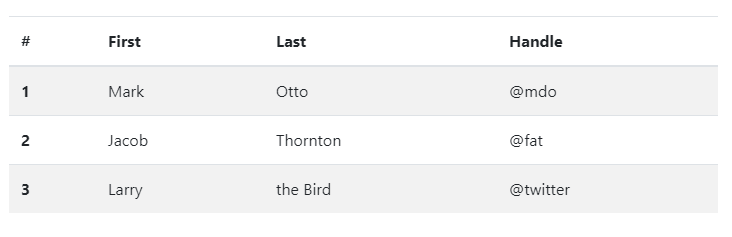 # First Last Handle
1 Mark Otto @mdo
2 Jacob Thornton @fat
3 Larry the Bird @twitter